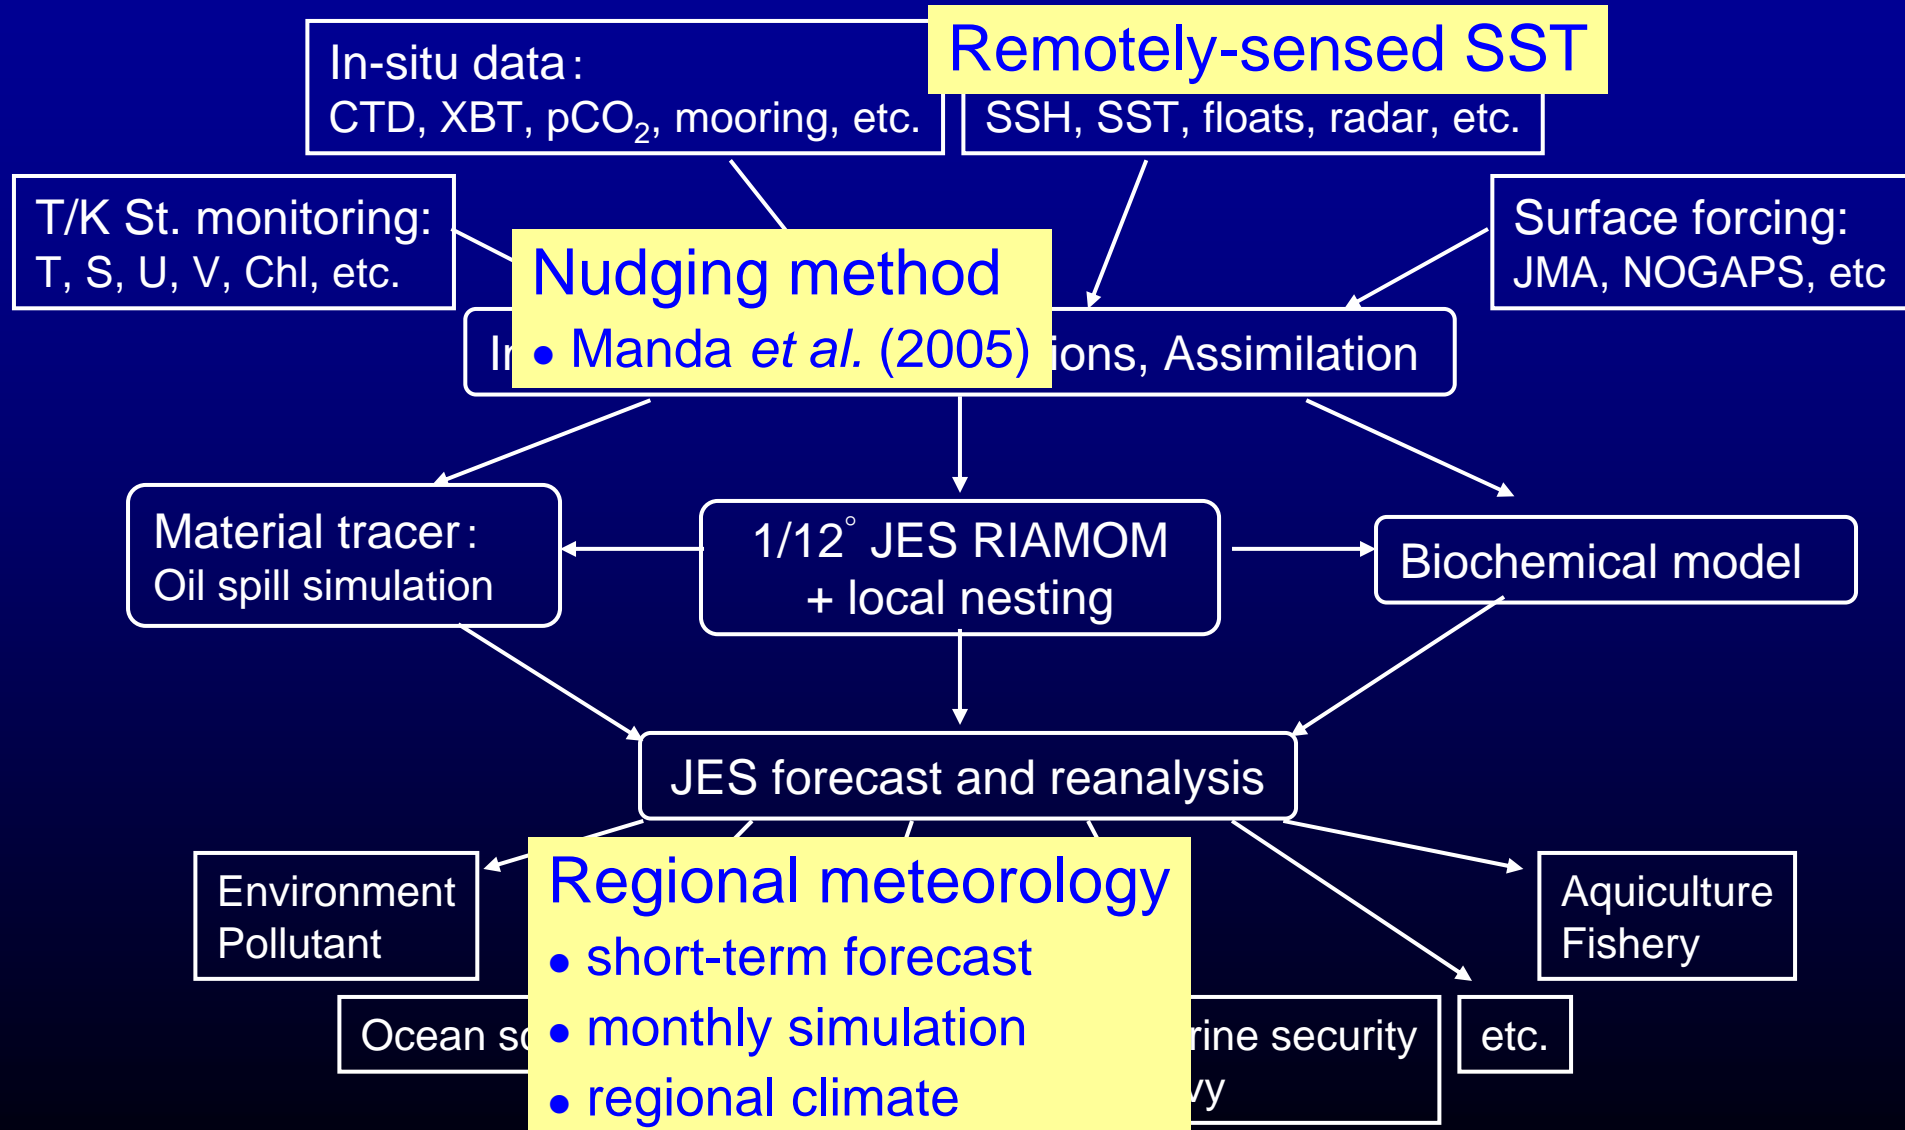 In-situ data:
CTD, XBT, pCO₂, mooring, etc.
Remotely-sensed SST
SSH, SST, floats, radar, etc.
T/K St. monitoring:
T, S, U, V, Chl, etc.
Surface forcing:
JMA, NOGAPS, etc
Nudging method
• Manda et al. (2005)
Assimilation
Material tracer:
Oil spill simulation
1/12° JES RIAMOM
+ local nesting
Biochemical model
JES forecast and reanalysis
Environment
Pollutant
Regional meteorology
• short-term forecast
• monthly simulation
• regional climate
Aquiculture
Fishery
Ocean
security
etc.